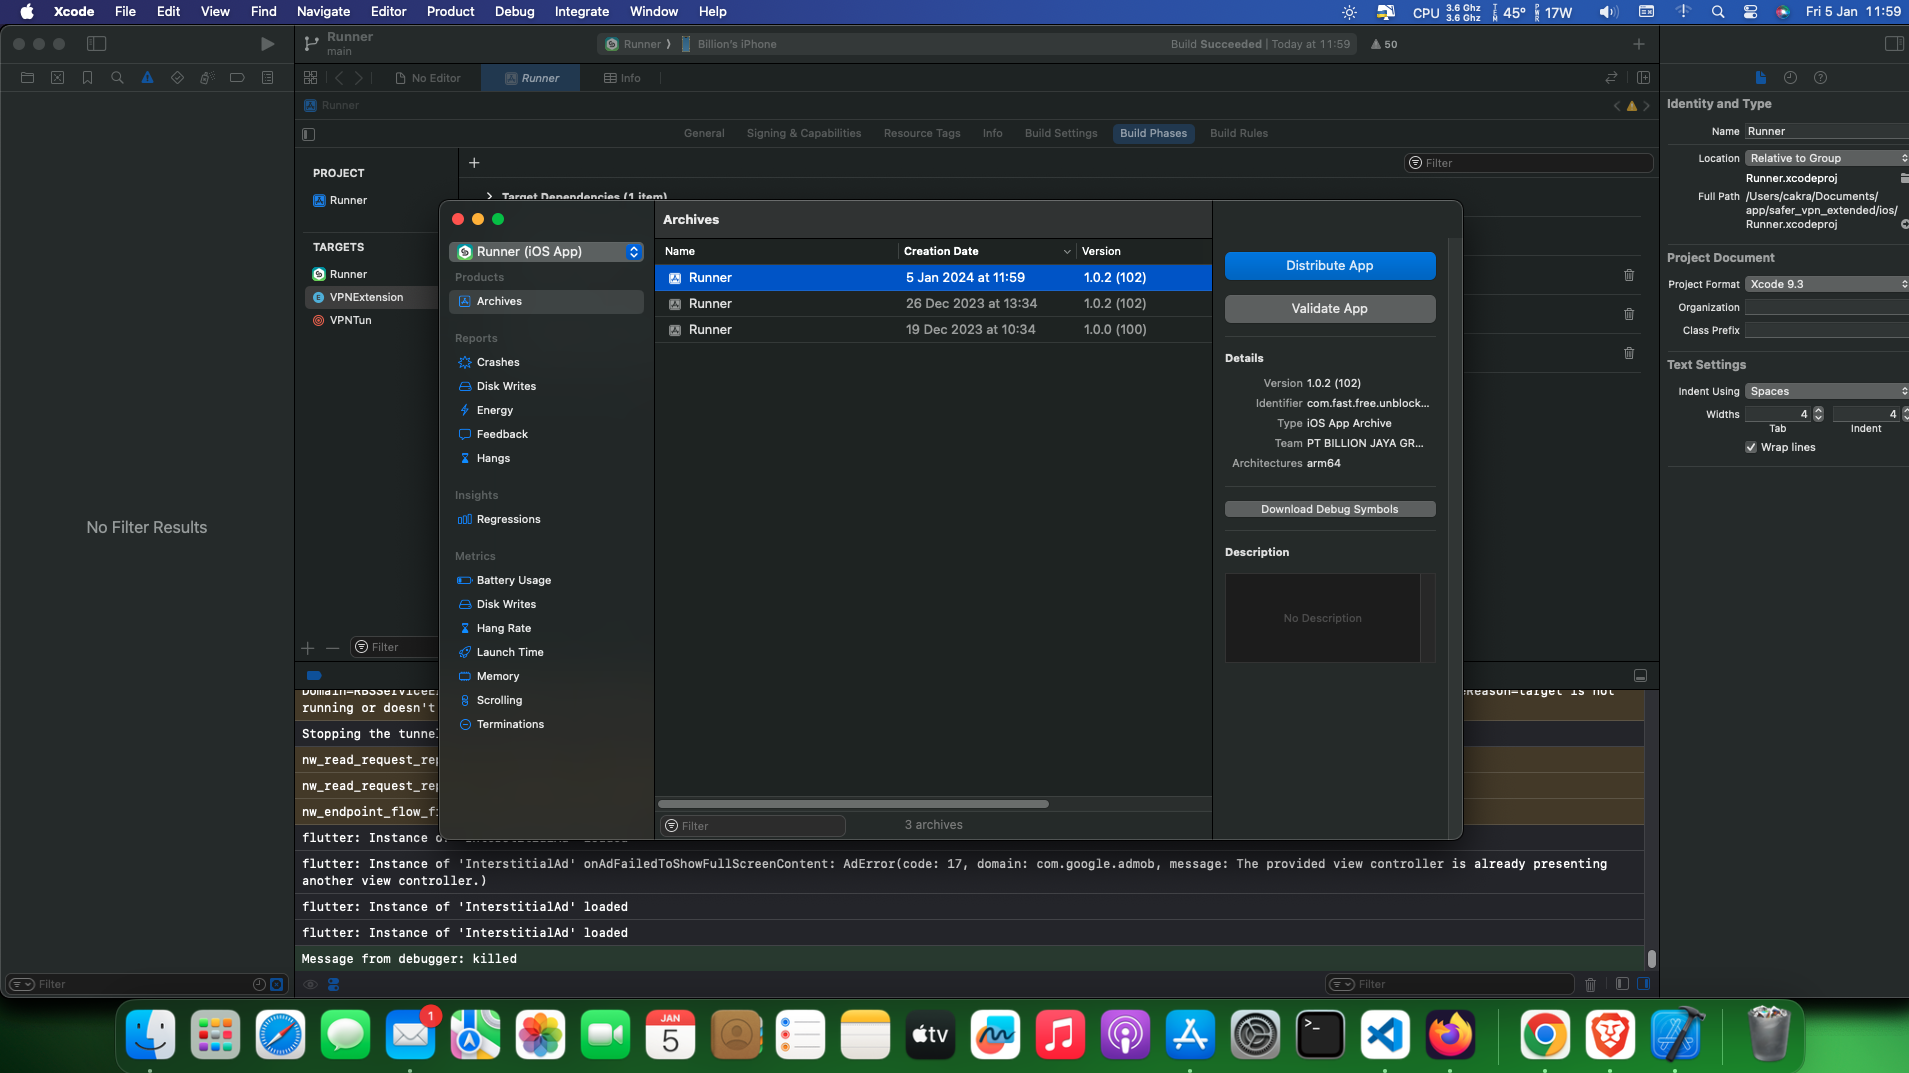 Xcode File Edit View Find Navigate Editor Product Debug Integrate Window Help
CPU 3.6 Ghz 3.6 Ghz 45° 17W Fri 5 Jan 11:59
Runner
main
Runner Billion's iPhone Build Succeeded | Today at 11:59 50
No Editor Runner Info
Runner
General Signing & Capabilities Resource Tags Info Build Settings Build Phases Build Rules
PROJECT
Runner
TARGETS
Runner
VPNExtension
VPNTun
Filter
Filter
Target Dependencies (1 item)
No Filter Results
Filter
Runner (iOS App)
Products
Archives
Reports
Crashes
Disk Writes
Energy
Feedback
Hangs
Insights
Regressions
Metrics
Battery Usage
Disk Writes
Hang Rate
Launch Time
Memory
Scrolling
Terminations
Archives
Name Creation Date Version
Runner 5 Jan 2024 at 11:59 1.0.2 (102)
Runner 26 Dec 2023 at 13:34 1.0.2 (102)
Runner 19 Dec 2023 at 10:34 1.0.0 (100)
Filter
3 archives
Distribute App
Validate App
Details
Version 1.0.2 (102)
Identifier com.fast.free.unblock...
Type iOS App Archive
Team PT BILLION JAYA GR...
Architectures arm64
Download Debug Symbols
Description
No Description
Identity and Type
Name Runner
Location Relative to Group
Runner.xcodeproj
Full Path /Users/cakra/Documents/
app/safer_vpn_extended/ios/
Runner.xcodeproj
Project Document
Project Format Xcode 9.3
Organization
Class Prefix
Text Settings
Indent Using Spaces
Widths 4 4
Tab Indent
Wrap lines
Reason=target is not
running or doesn't
Stopping the tunnel
nw_read_request_rep
nw_read_request_rep
nw_endpoint_flow_f
flutter: Instance of 'InterstitialAd' loaded
flutter: Instance of 'InterstitialAd' onAdFailedToShowFullScreenContent: AdError(code: 17, domain: com.google.admob, message: The provided view controller is already presenting
another view controller.)
flutter: Instance of 'InterstitialAd' loaded
flutter: Instance of 'InterstitialAd' loaded
Message from debugger: killed
Filter
1
JAN
5
tv